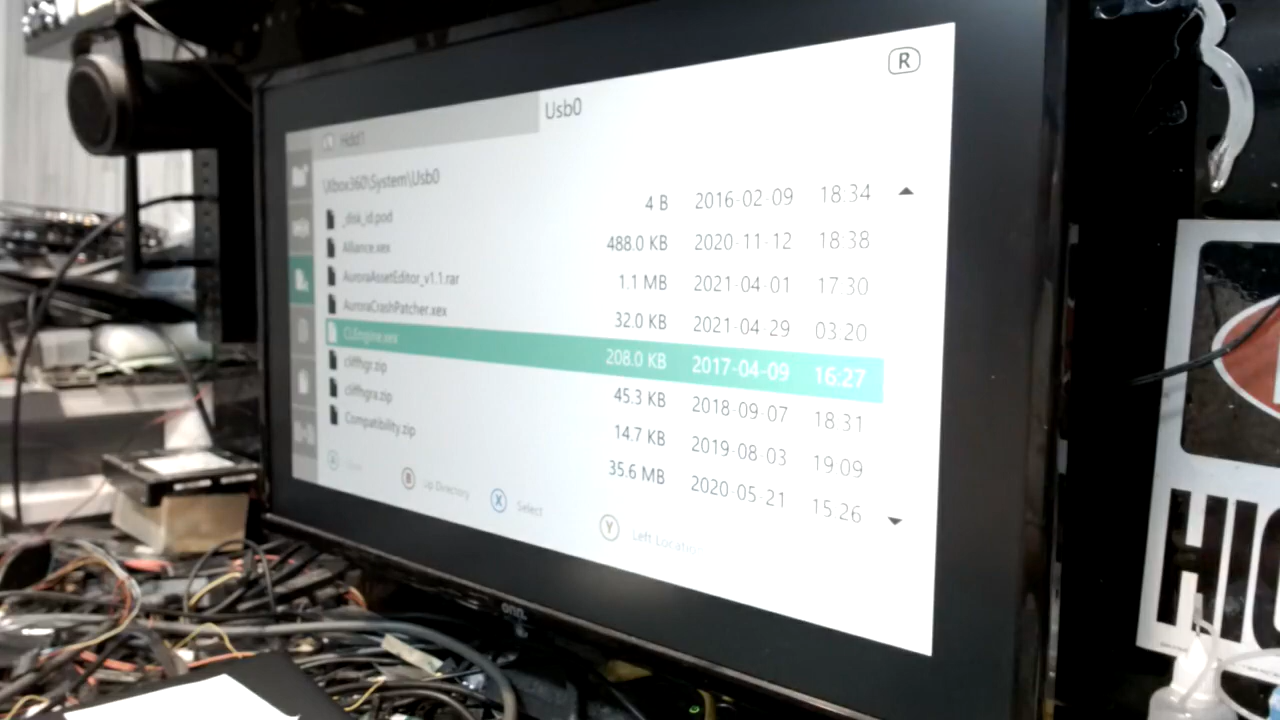 R
Hdd1
Usb0
\Xbox360\System\Usb0
_disk_id.pod 4 B 2016-02-09 18:34
Alliance.xex 488.0 KB 2020-11-12 18:38
AuroraAssetEditor_v1.1.rar 1.1 MB 2021-04-01 17:30
AuroraCrashPatcher.xex 32.0 KB 2021-04-29 03:20
CLEngine.xex 208.0 KB 2017-04-09 16:27
cliffhgr.zip 45.3 KB 2018-09-07 18:31
cliffhgra.zip 14.7 KB 2019-08-03 19:09
Compatibility.zip 35.6 MB 2020-05-21 15:26
B Up Directory X Select Y Left Location
onn.
HIG